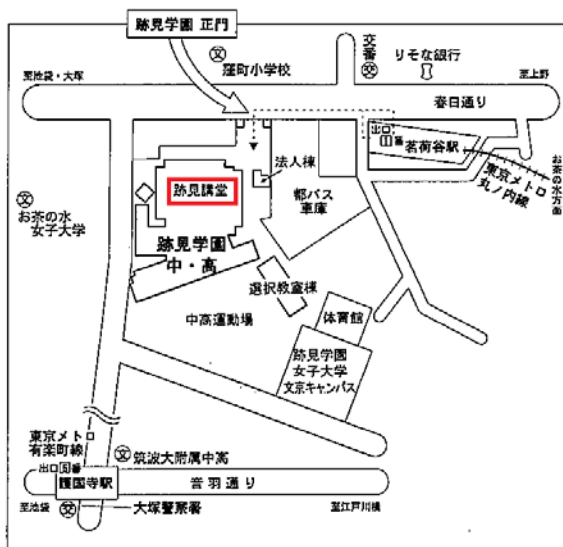 跡見学園 正門
窪町小学校
交番
りそな銀行
至池袋・大塚
至上野
春日通り
出口
1番
茗荷谷駅
お茶の水方面
東京メトロ
丸ノ内線
法人棟
都バス
車庫
跡見講堂
お茶の水
女子大学
跡見学園
中・高
選択教室棟
中高運動場
体育館
跡見学園
女子大学
文京キャンパス
東京メトロ
有楽町線
筑波大附属中高
出口5番
護国寺駅
音羽通り
至池袋
大塚警察署
至江戸川橋